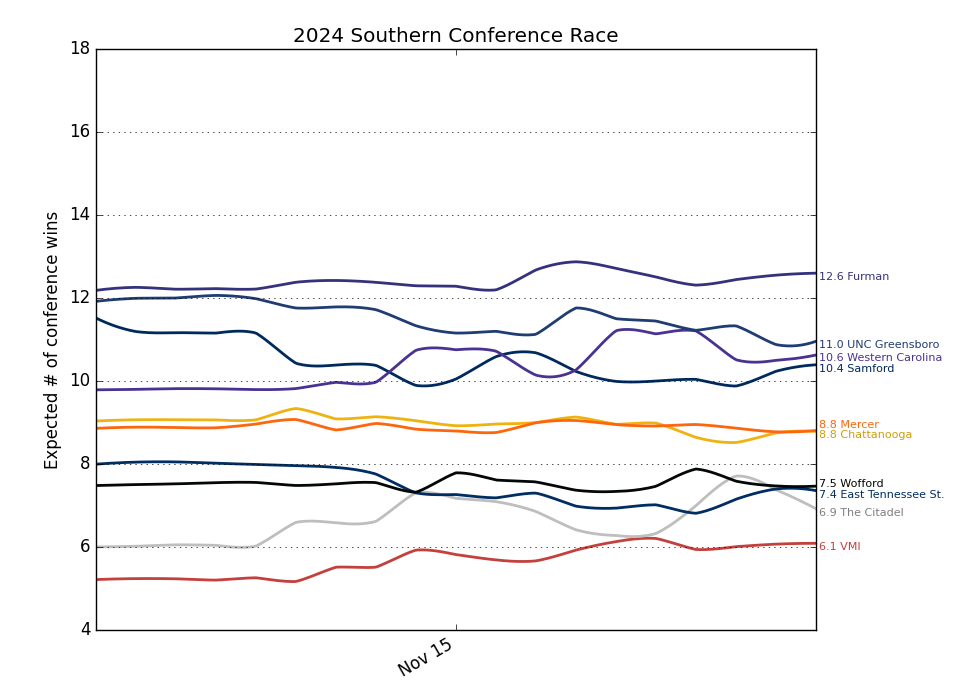 2024 Southern Conference Race
Expected # of conference wins
18
16
14
12
10
8
6
4
Nov 15
12.6 Furman
11.0 UNC Greensboro
10.6 Western Carolina
10.4 Samford
8.8 Mercer
8.8 Chattanooga
7.5 Wofford
7.4 East Tennessee St.
6.9 The Citadel
6.1 VMI